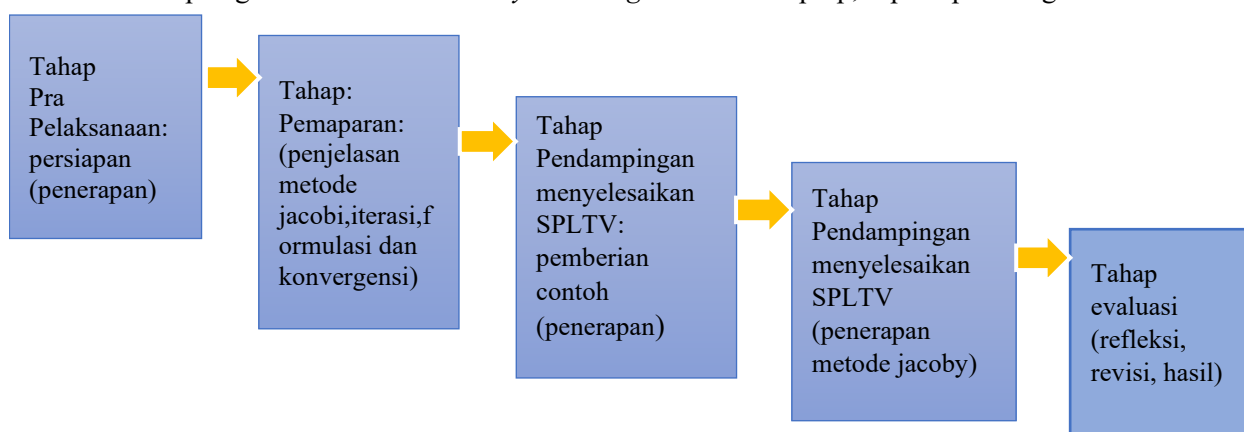 Tahap
Pra
Pelaksanaan:
persiapan
(penerapan)
Tahap:
Pemaparan:
(penjelasan
metode
jacobi,iterasi,f
ormulasi dan
konvergensi)
Tahap
Pendampingan
menyelesaikan
SPLTV:
pemberian
contoh
(penerapan)
Tahap
Pendampingan
menyelesaikan
SPLTV
(penerapan
metode jacoby)
Tahap
evaluasi
(refleksi,
revisi, hasil)